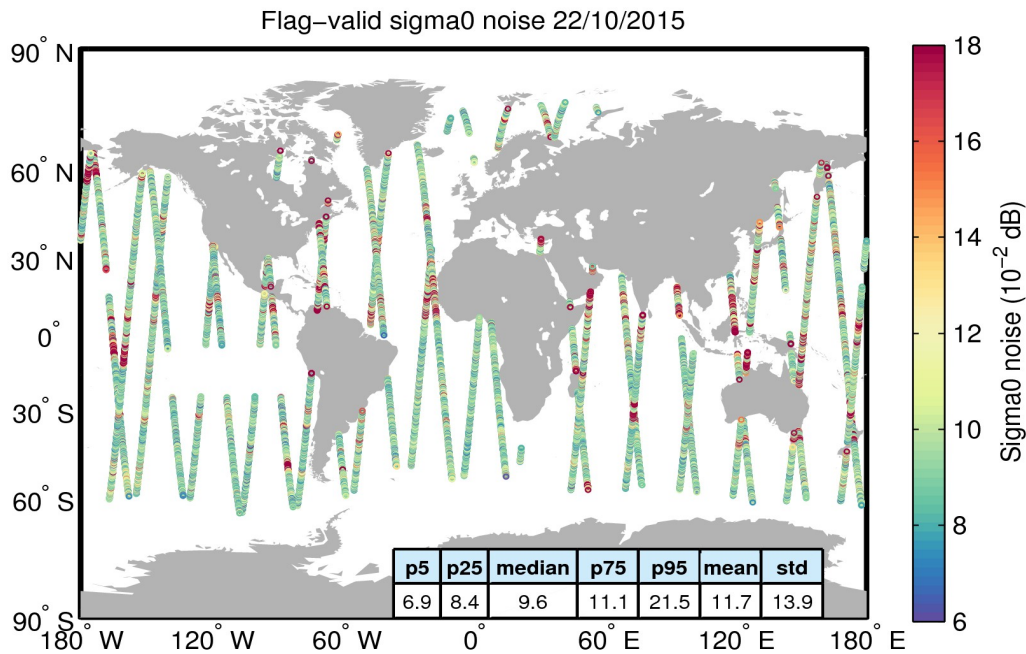 Flag−valid sigma0 noise 22/10/2015
90° N
60° N
30° N
0°
30° S
60° S
90° S
180° W 120° W 60° W 0° 60° E 120° E 180° E
p5 p25 median p75 p95 mean std
6.9 8.4 9.6 11.1 21.5 11.7 13.9
18
16
14
12
10
8
6
Sigma0 noise (10⁻² dB)